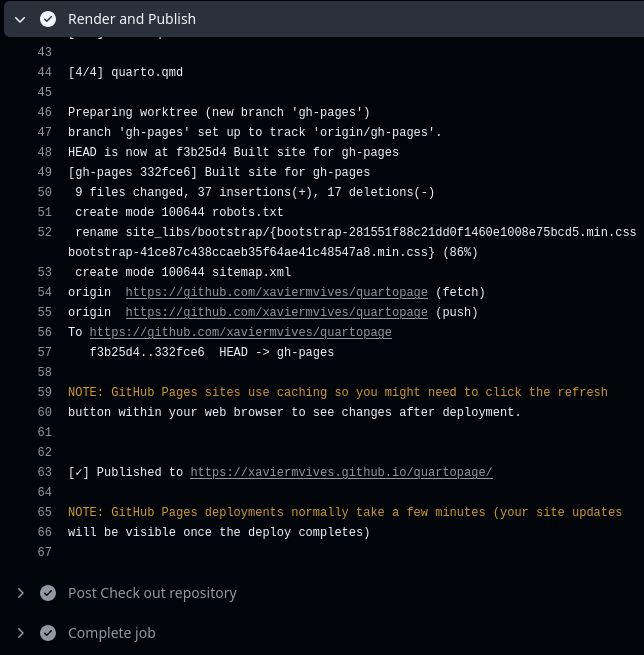 Render and Publish
43
44 [4/4] quarto.qmd
45
46 Preparing worktree (new branch 'gh-pages')
47 branch 'gh-pages' set up to track 'origin/gh-pages'.
48 HEAD is now at f3b25d4 Built site for gh-pages
49 [gh-pages 332fce6] Built site for gh-pages
50 9 files changed, 37 insertions(+), 17 deletions(-)
51 create mode 100644 robots.txt
52 rename site_libs/bootstrap/{bootstrap-281551f88c21dd0f1460e1008e75bcd5.min.css
bootstrap-41ce87c438ccaeb35f64ae41c48547a8.min.css} (86%)
53 create mode 100644 sitemap.xml
54 origin https://github.com/xaviermvives/quartopage (fetch)
55 origin https://github.com/xaviermvives/quartopage (push)
56 To https://github.com/xaviermvives/quartopage
57 f3b25d4..332fce6 HEAD -> gh-pages
58
59 NOTE: GitHub Pages sites use caching so you might need to click the refresh
60 button within your web browser to see changes after deployment.
61
62
63 [✓] Published to https://xaviermvives.github.io/quartopage/
64
65 NOTE: GitHub Pages deployments normally take a few minutes (your site updates
66 will be visible once the deploy completes)
67
Post Check out repository
Complete job